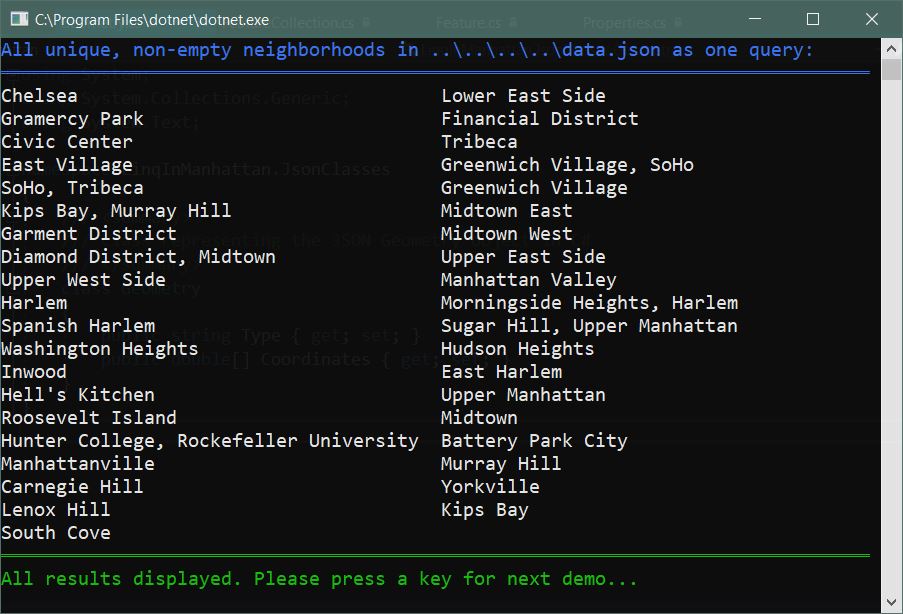 C:\Program Files\dotnet\dotnet.exe
All unique, non-empty neighborhoods in ..\..\..\..\data.json as one query:
Chelsea Lower East Side
Gramercy Park Financial District
Civic Center Tribeca
East Village Greenwich Village, SoHo
SoHo, Tribeca Greenwich Village
Kips Bay, Murray Hill Midtown East
Garment District Midtown West
Diamond District, Midtown Upper East Side
Upper West Side Manhattan Valley
Harlem Morningside Heights, Harlem
Spanish Harlem Sugar Hill, Upper Manhattan
Washington Heights Hudson Heights
Inwood East Harlem
Hell's Kitchen Upper Manhattan
Roosevelt Island Midtown
Hunter College, Rockefeller University Battery Park City
Manhattanville Murray Hill
Carnegie Hill Yorkville
Lenox Hill Kips Bay
South Cove
All results displayed. Please press a key for next demo...